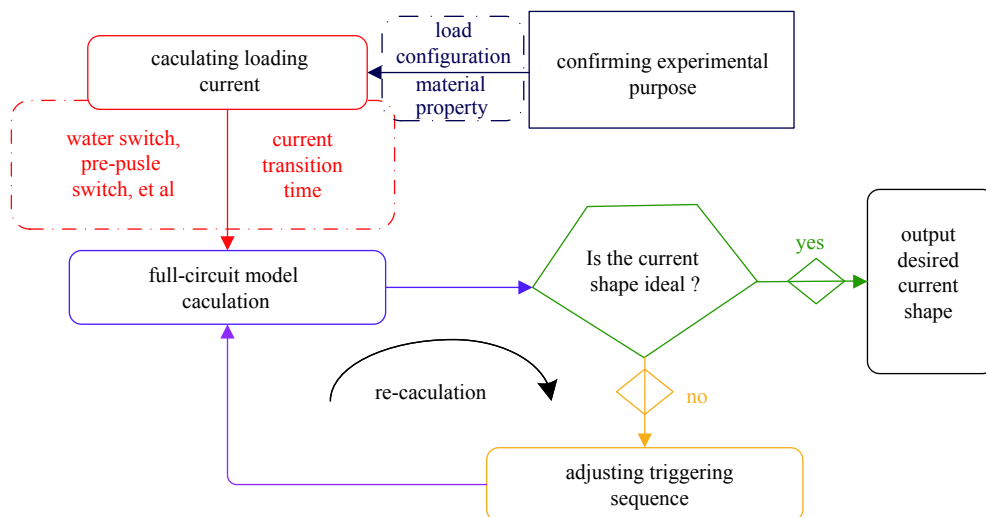 caculating loading
current
load
configuration
material
property
confirming experimental
purpose
water switch,
pre-pusle
switch, et al
current
transition
time
full-circuit model
caculation
Is the current
shape ideal ?
yes
output
desired
current
shape
re-caculation
no
adjusting triggering
sequence